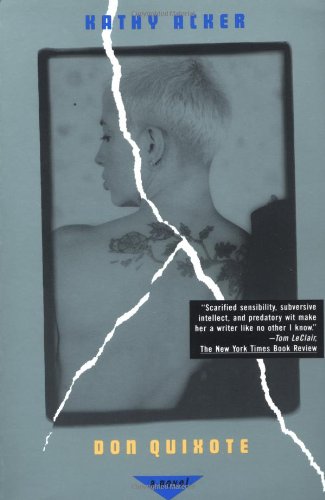 KATHY ACKER
"Scarified sensibility, subversive
intellect, and predatory wit make
her a writer like no other I know."
—Tom LeClair,
The New York Times Book Review
DON QUIXOTE
a novel